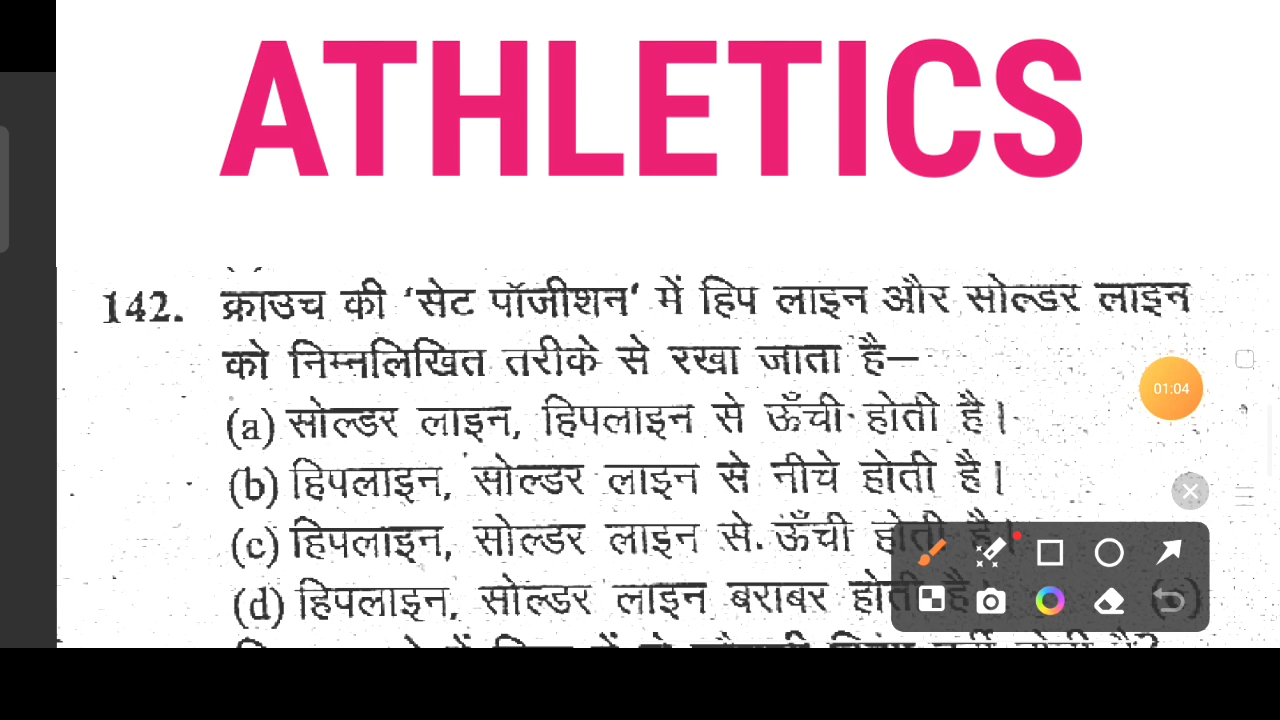 ATHLETICS
142. क्राउच की 'सेट पॉजीशन' में हिप लाइन और सोल्डर लाइन
को निम्नलिखित तरीके से रखा जाता है—
(a) सोल्डर लाइन, हिपलाइन से ऊँची होती है।
(b) हिपलाइन, सोल्डर लाइन से नीचे होती है।
(c) हिपलाइन, सोल्डर लाइन से ऊँची होती है।
(d) हिपलाइन, सोल्डर लाइन बराबर होती है
01:04